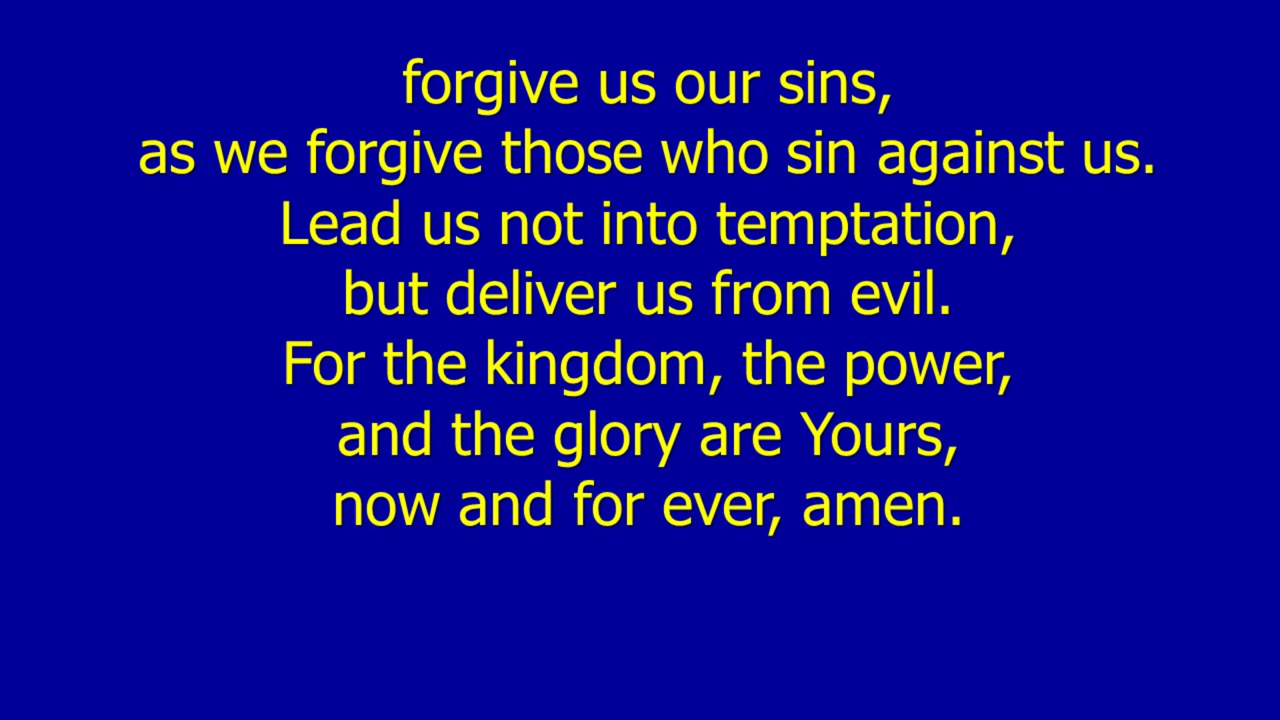 forgive us our sins,
as we forgive those who sin against us.
Lead us not into temptation,
but deliver us from evil.
For the kingdom, the power,
and the glory are Yours,
now and for ever, amen.